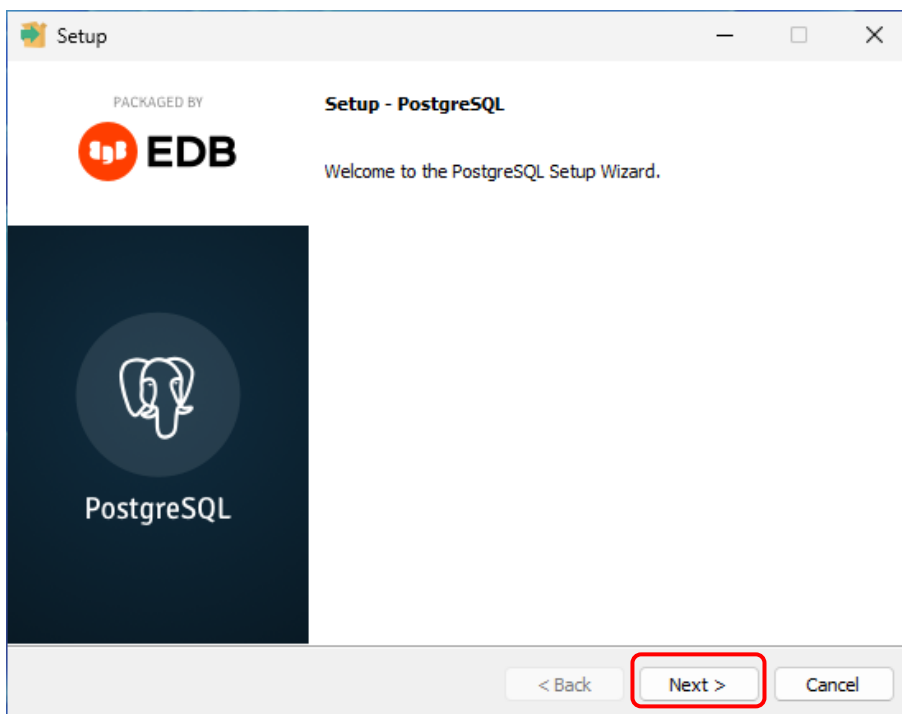 Setup
PACKAGED BY
EDB
Setup - PostgreSQL
Welcome to the PostgreSQL Setup Wizard.
PostgreSQL
< Back
Next >
Cancel